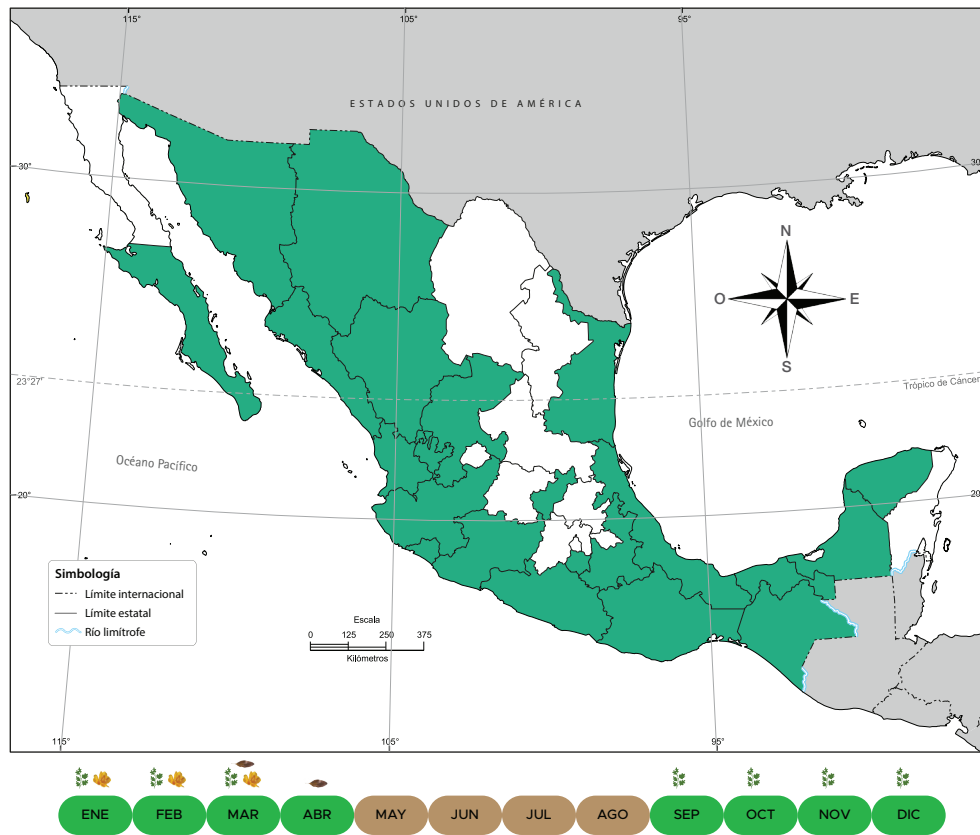 115°
105°
95°
ESTADOS UNIDOS DE AMÉRICA
30°
30
N
O
E
S
23°27'
Trópico de Cáncer
Golfo de México
Océano Pacífico
20°
20
Simbología
Límite internacional
Límite estatal
Río limítrofe
Escala
0 125 250 375
Kilómetros
115°
105°
95°
ENE FEB MAR ABR MAY JUN JUL AGO SEP OCT NOV DIC